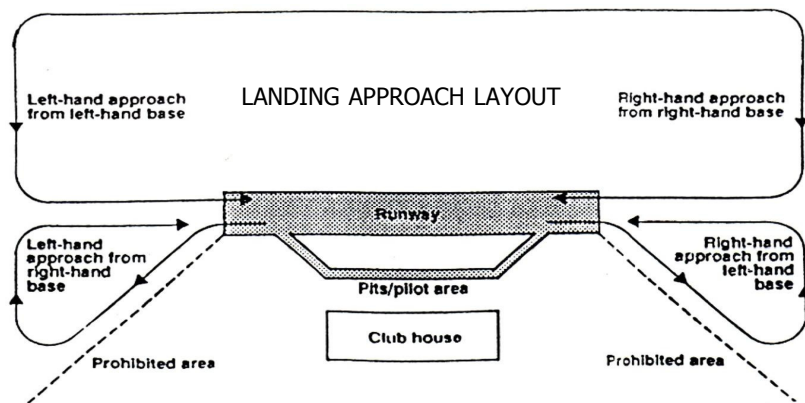 LANDING APPROACH LAYOUT
Left-hand approach
from left-hand base
Right-hand approach
from right-hand base
Runway
Left-hand
approach from
right-hand
base
Right-hand
approach from
left-hand
base
Pits/pilot area
Club house
Prohibited area
Prohibited area